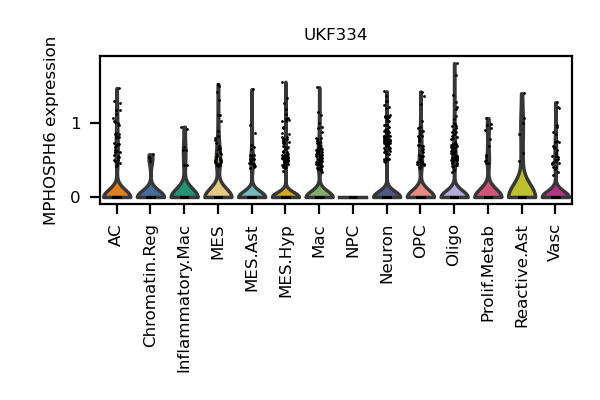 UKF334
MPHOSPH6 expression
1
0
AC
Chromatin.Reg
Inflammatory.Mac
MES
MES.Ast
MES.Hyp
Mac
NPC
Neuron
OPC
Oligo
Prolif.Metab
Reactive.Ast
Vasc